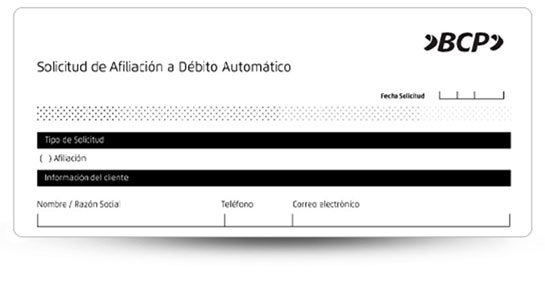 BCP
Solicitud de Afiliación a Débito Automático
Fecha Solicitud
Tipo de Solicitud
( ) Afiliación
Información del cliente
Nombre / Razón Social Teléfono Correo electrónico